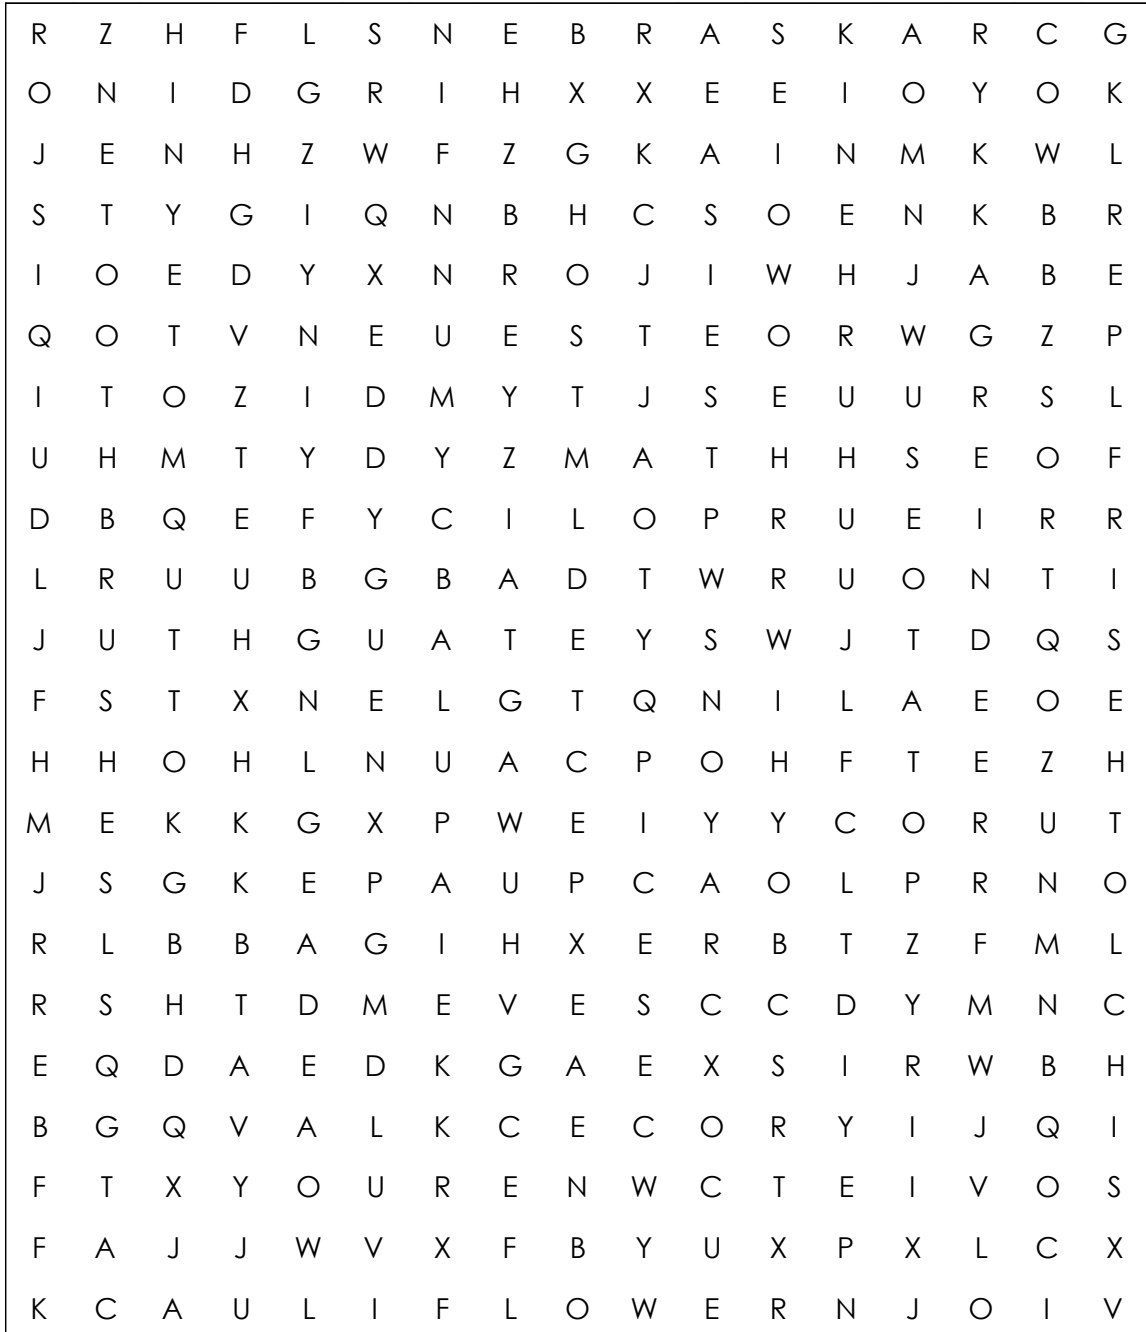 R Z H F L S N E B R A S K A R C G
O N I D G R I H X X E E I O Y O K
J E N H Z W F Z G K A I N M K W L
S T Y G I Q N B H C S O E N K B R
I O E D Y X N R O J I W H J A B E
Q O T V N E U E S T E O R W G Z P
I T O Z I D M Y T J S E U U R S L
U H M T Y D Y Z M A T H H S E O F
D B Q E F Y C I L O P R U E I R R
L R U U B G B A D T W R U O N T I
J U T H G U A T E Y S W J T D Q S
F S T X N E L G T Q N I L A E O E
H H O H L N U A C P O H F T E Z H
M E K K G X P W E I Y Y C O R U T
J S G K E P A U P C A O L P R N O
R L B B A G I H X E R B T Z F M L
R S H T D M E V E S C C D Y M N C
E Q D A E D K G A E X S I R W B H
B G Q V A L K C E C O R Y I J Q I
F T X Y O U R E N W C T E I V O S
F A J J W V X F B Y U X P X L C X
K C A U L I F L O W E R N J O I V